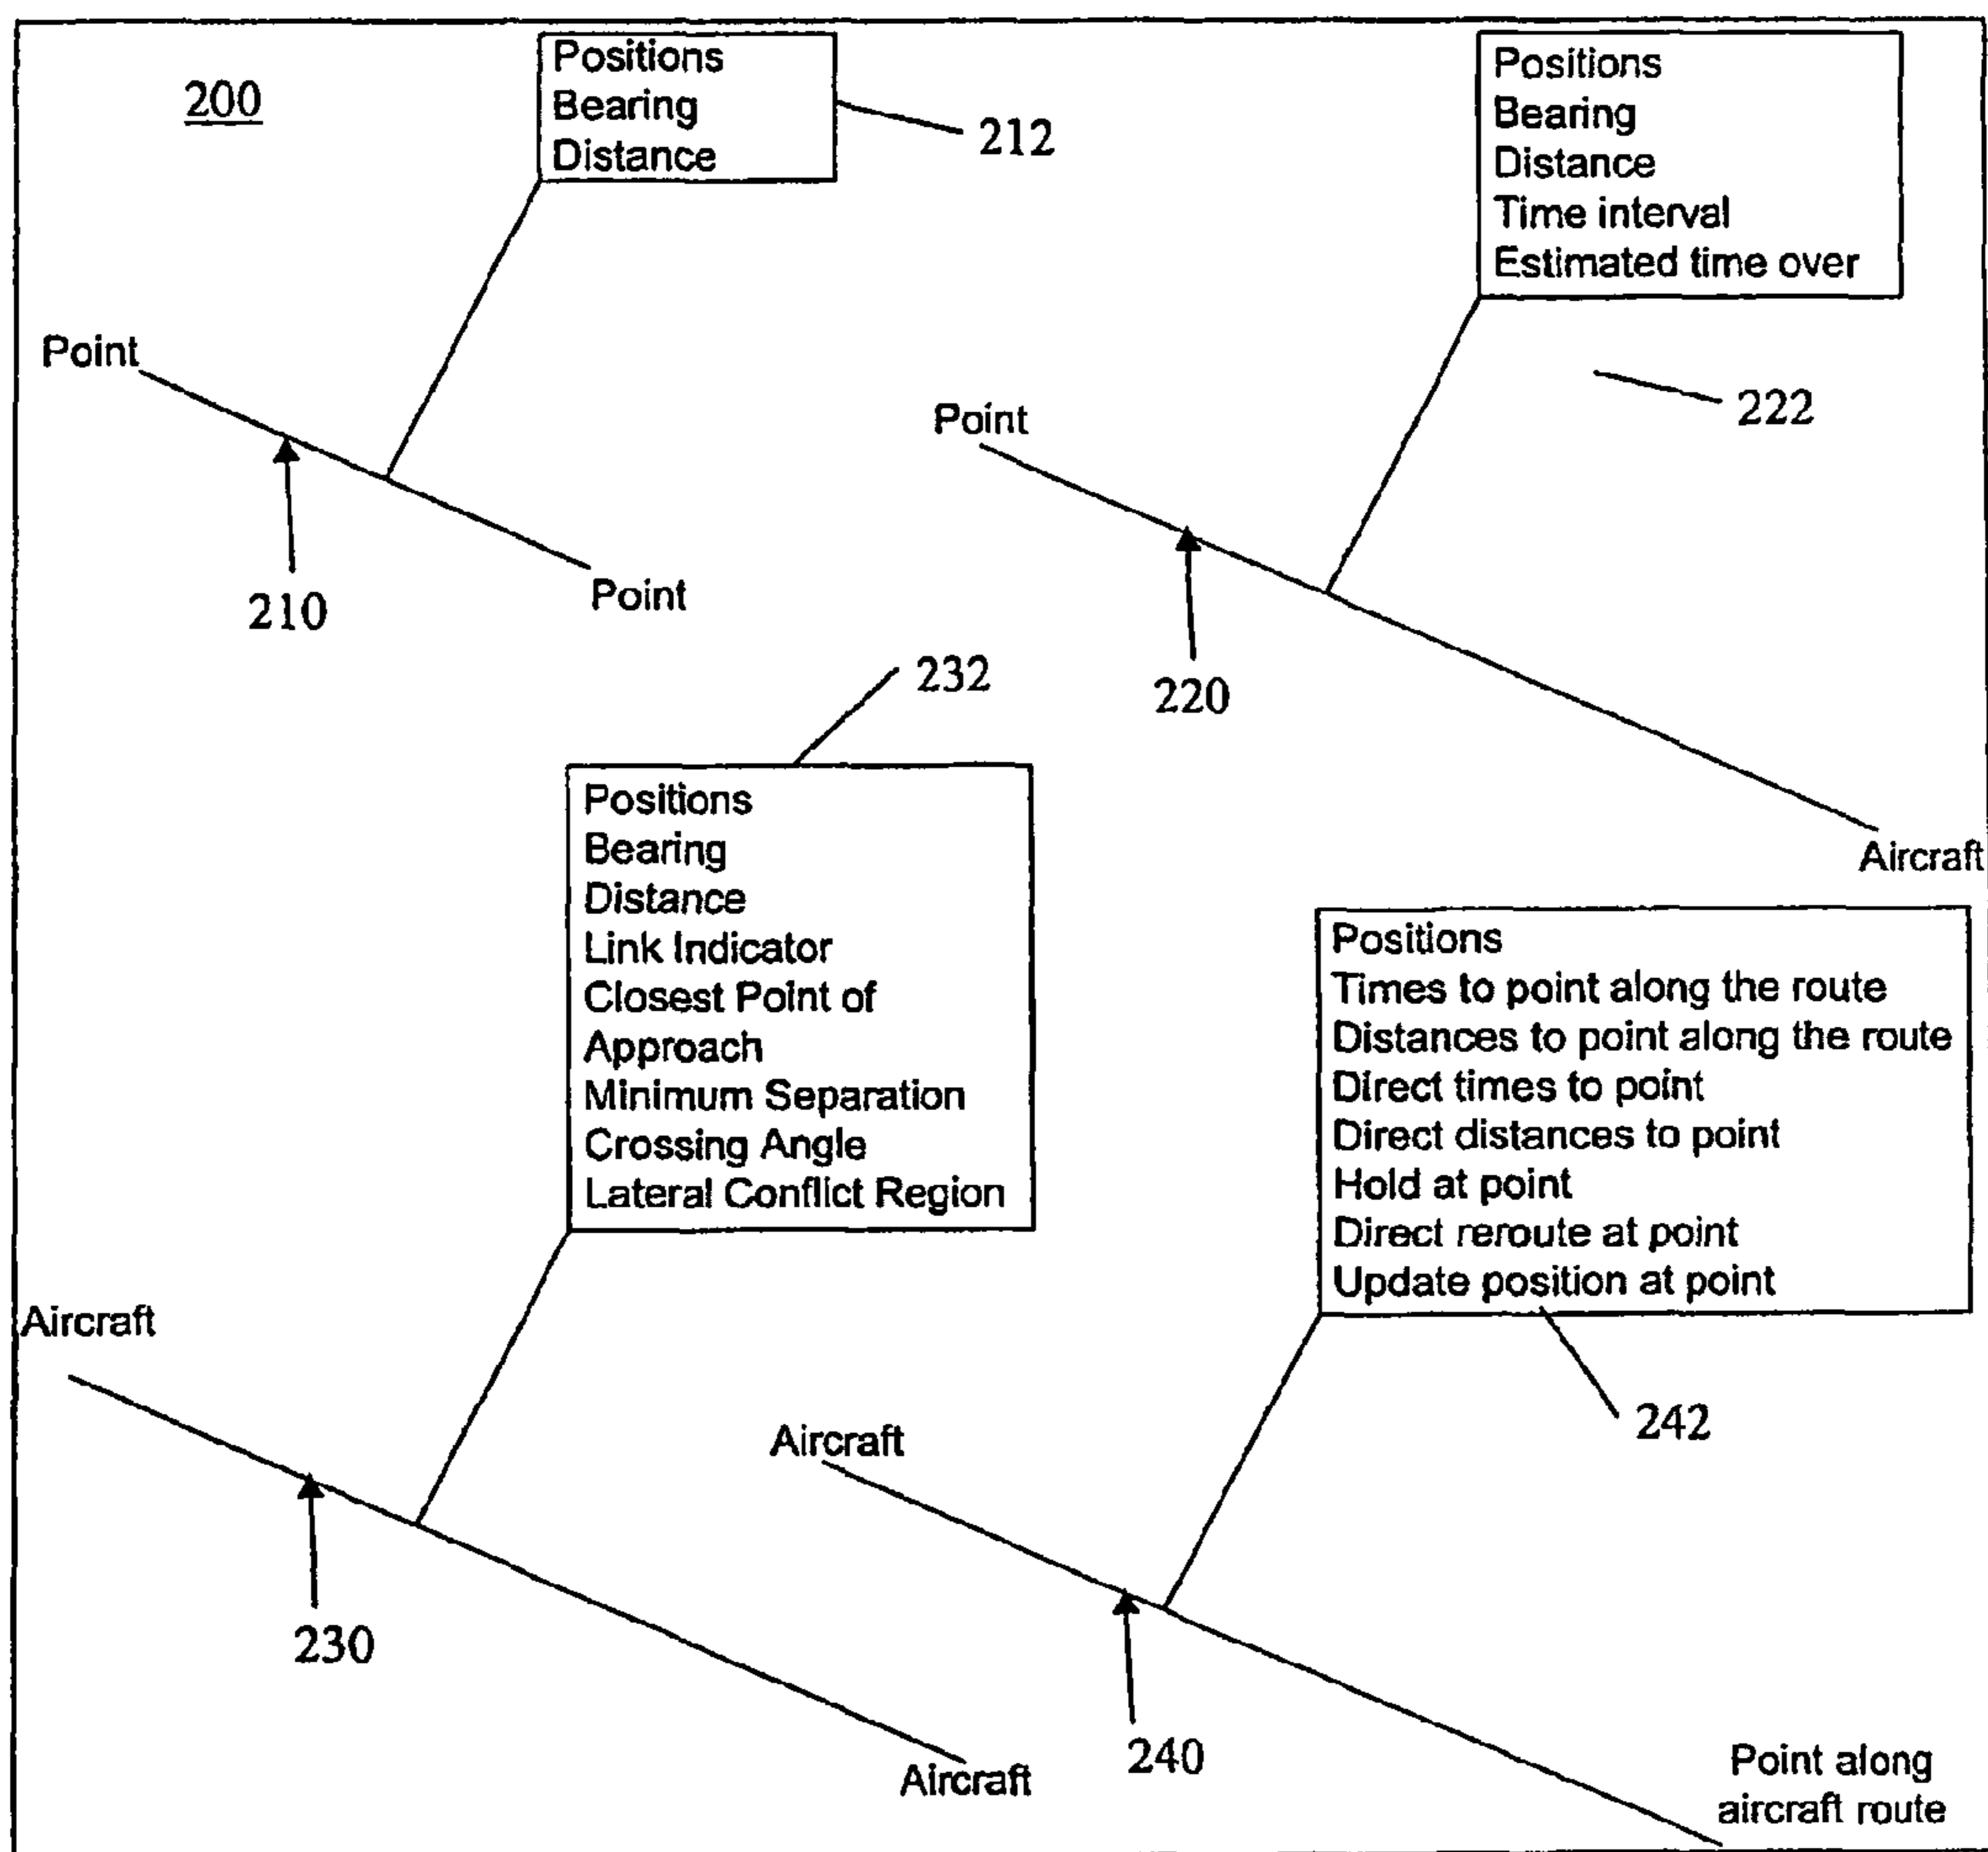 200
Positions
Bearing
Distance
212
Point
Point
210
Positions
Bearing
Distance
Time interval
Estimated time over
222
Point
220
Aircraft
232
Positions
Bearing
Distance
Link Indicator
Closest Point of
Approach
Minimum Separation
Crossing Angle
Lateral Conflict Region
Aircraft
230
Aircraft
Positions
Times to point along the route
Distances to point along the route
Direct times to point
Direct distances to point
Hold at point
Direct reroute at point
Update position at point
242
Aircraft
240
Point along
aircraft route